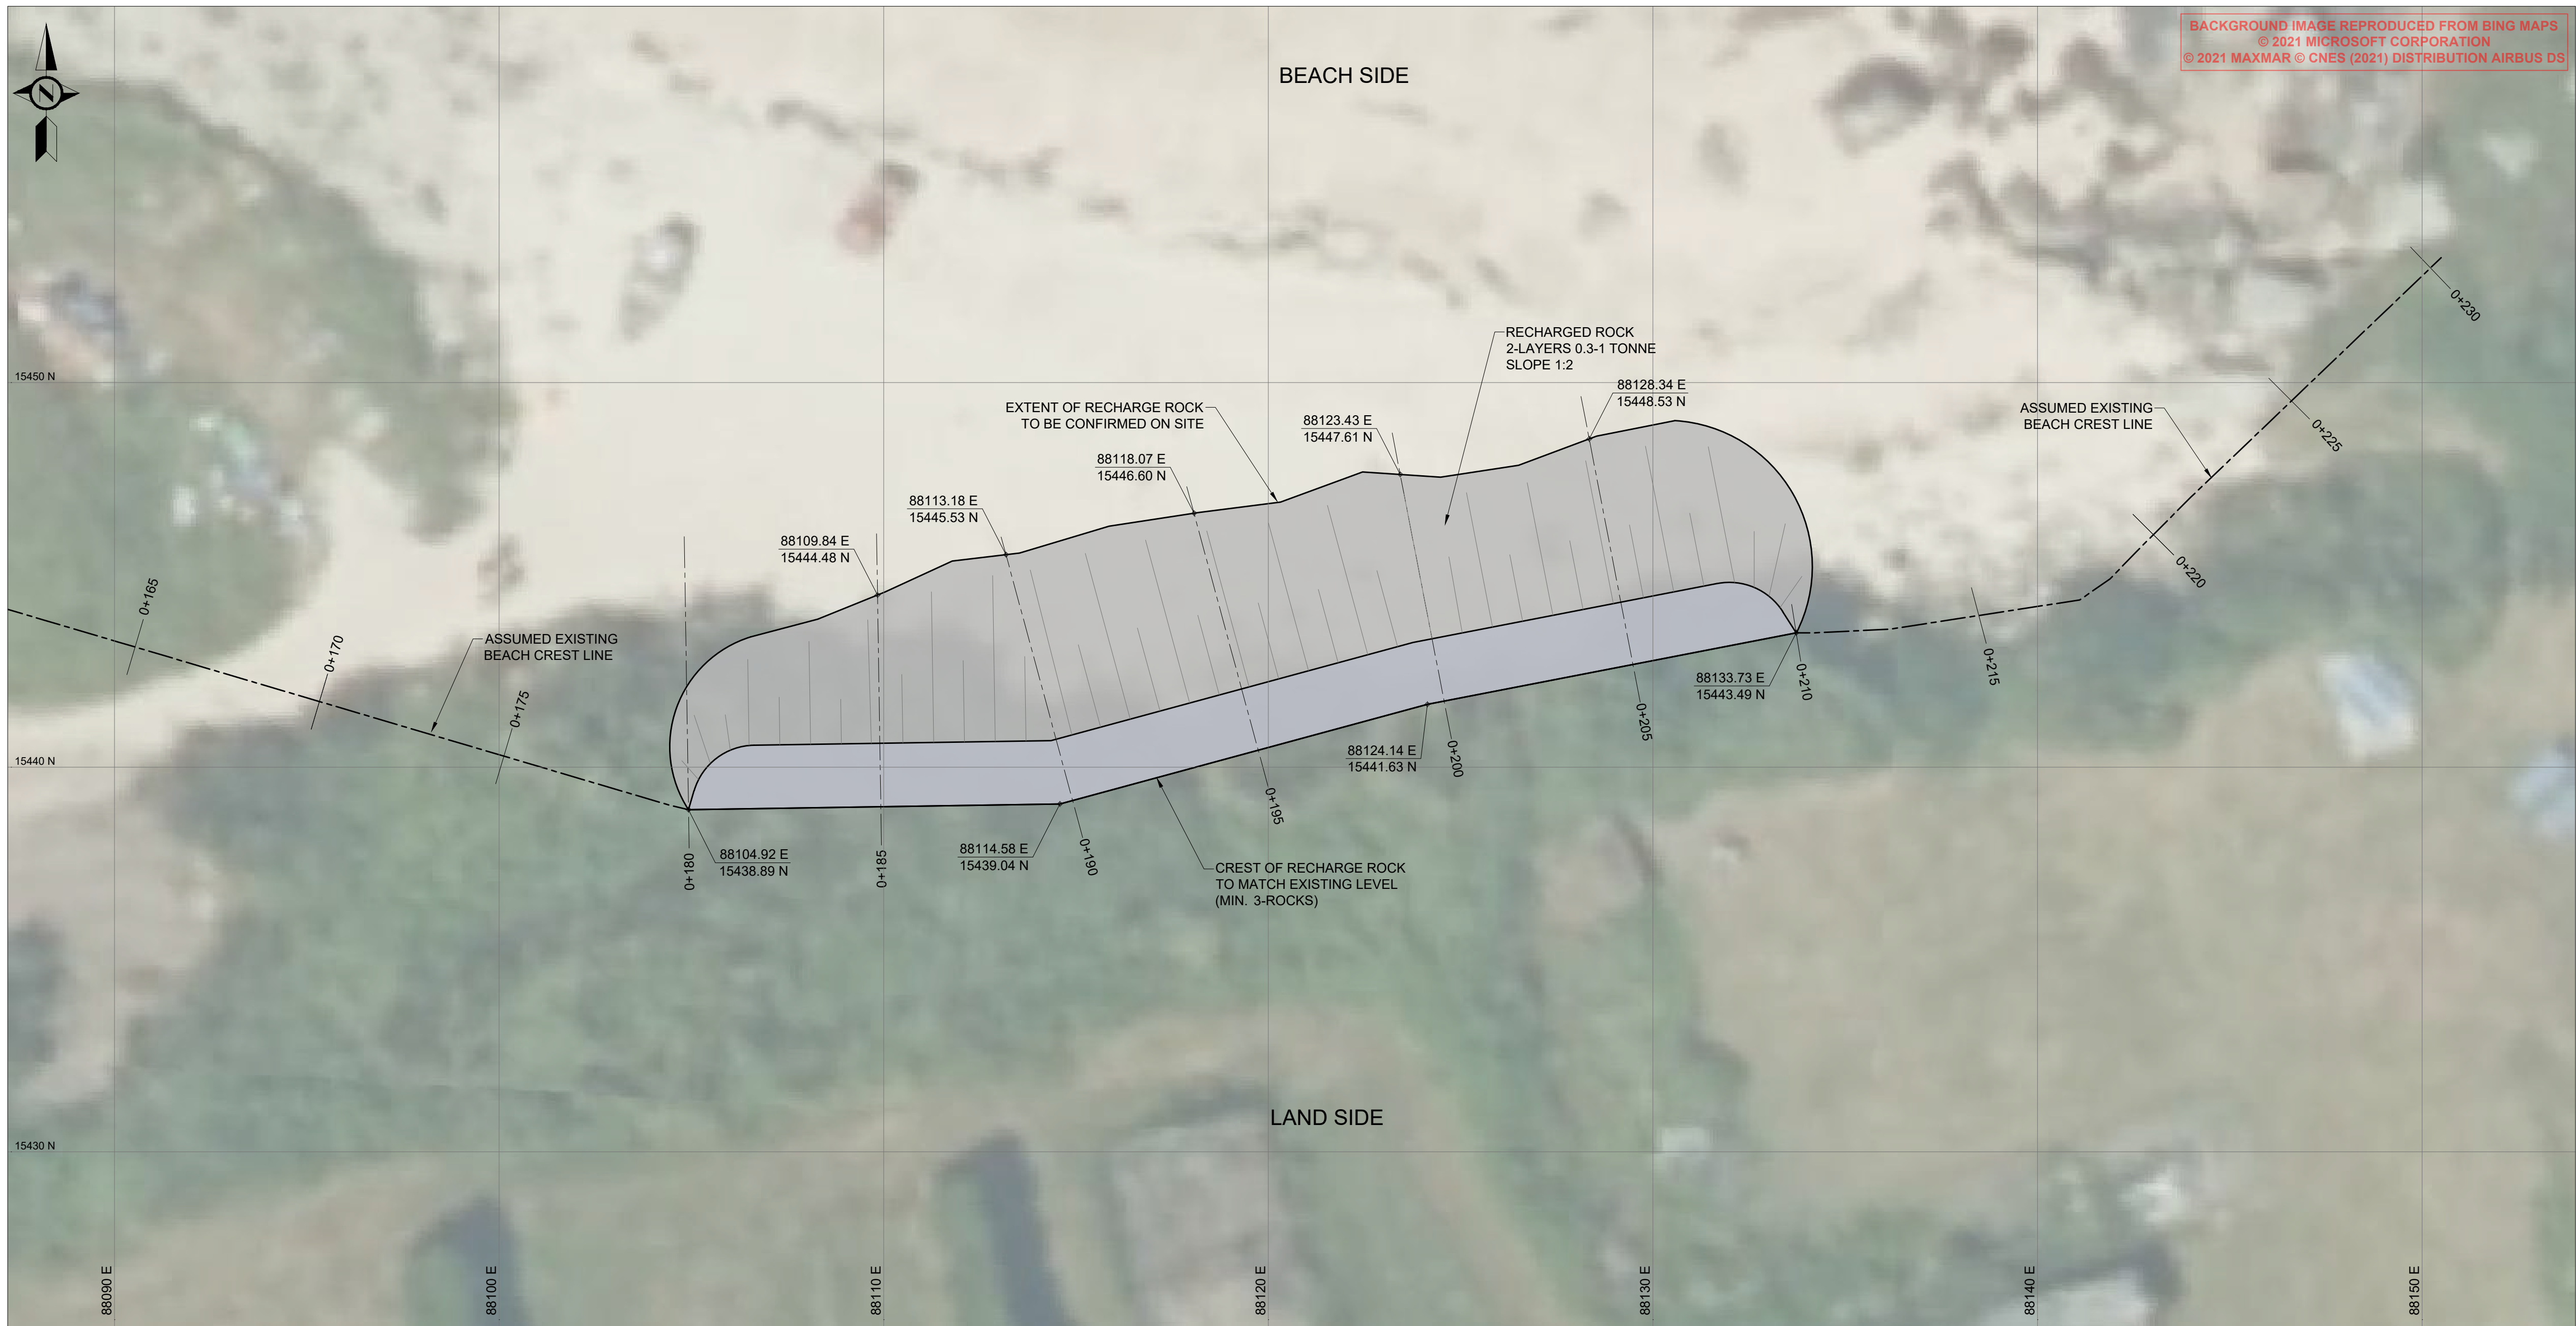 BACKGROUND IMAGE REPRODUCED FROM BING MAPS
© 2021 MICROSOFT CORPORATION
© 2021 MAXMAR © CNES (2021) DISTRIBUTION AIRBUS DS
N
BEACH SIDE
0+230
RECHARGED ROCK
2-LAYERS 0.3-1 TONNE
SLOPE 1:2
15450 N
88128.34 E
15448.53 N
EXTENT OF RECHARGE ROCK
TO BE CONFIRMED ON SITE
88123.43 E
15447.61 N
ASSUMED EXISTING
BEACH CREST LINE
0+225
88118.07 E
15446.60 N
88113.18 E
15445.53 N
88109.84 E
15444.48 N
0+220
0+165
0+170
ASSUMED EXISTING
BEACH CREST LINE
0+175
88133.73 E
15443.49 N
0+210
0+215
0+205
88124.14 E
15441.63 N
0+200
15440 N
0+195
88104.92 E
15438.89 N
0+180
0+185
88114.58 E
15439.04 N
0+190
CREST OF RECHARGE ROCK
TO MATCH EXISTING LEVEL
(MIN. 3-ROCKS)
LAND SIDE
15430 N
88090 E
88100 E
88110 E
88120 E
88130 E
88140 E
88150 E